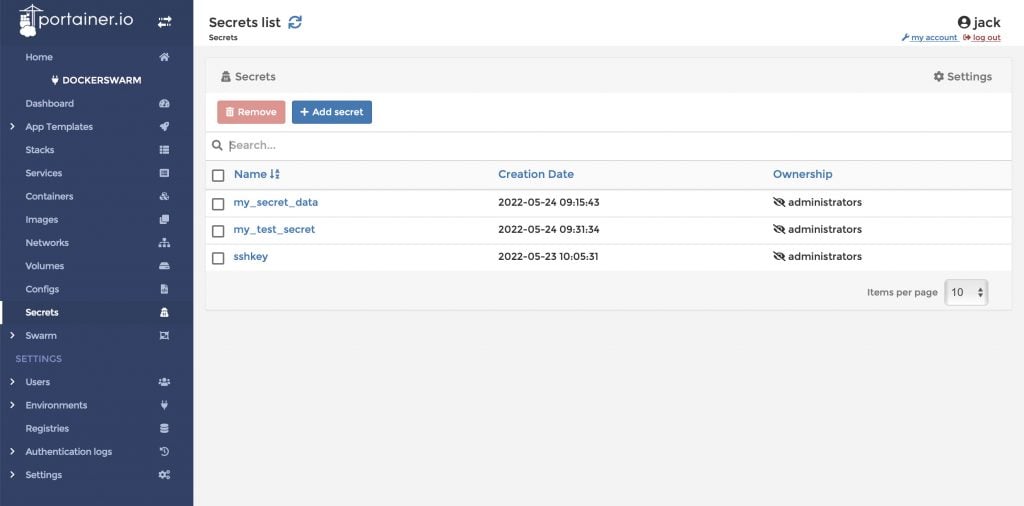 portainer.io
Home
DOCKERSWARM
Dashboard
App Templates
Stacks
Services
Containers
Images
Networks
Volumes
Configs
Secrets
Swarm
SETTINGS
Users
Environments
Registries
Authentication logs
Settings
Secrets list
Secrets
jack
my account log out
Secrets
Settings
Remove
Add secret
Search...
Name Creation Date Ownership
my_secret_data 2022-05-24 09:15:43 administrators
my_test_secret 2022-05-24 09:31:34 administrators
sshkey 2022-05-23 10:05:31 administrators
Items per page 10